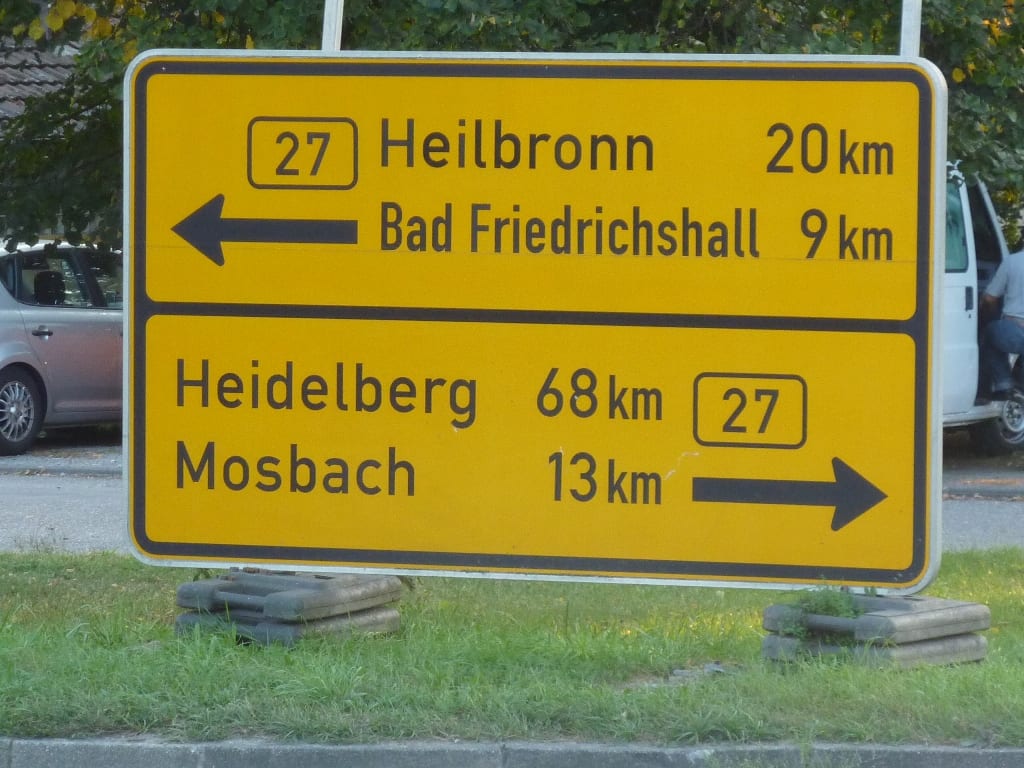 27 Heilbronn 20 km
Bad Friedrichshall 9 km
Heidelberg 68 km 27
Mosbach 13 km